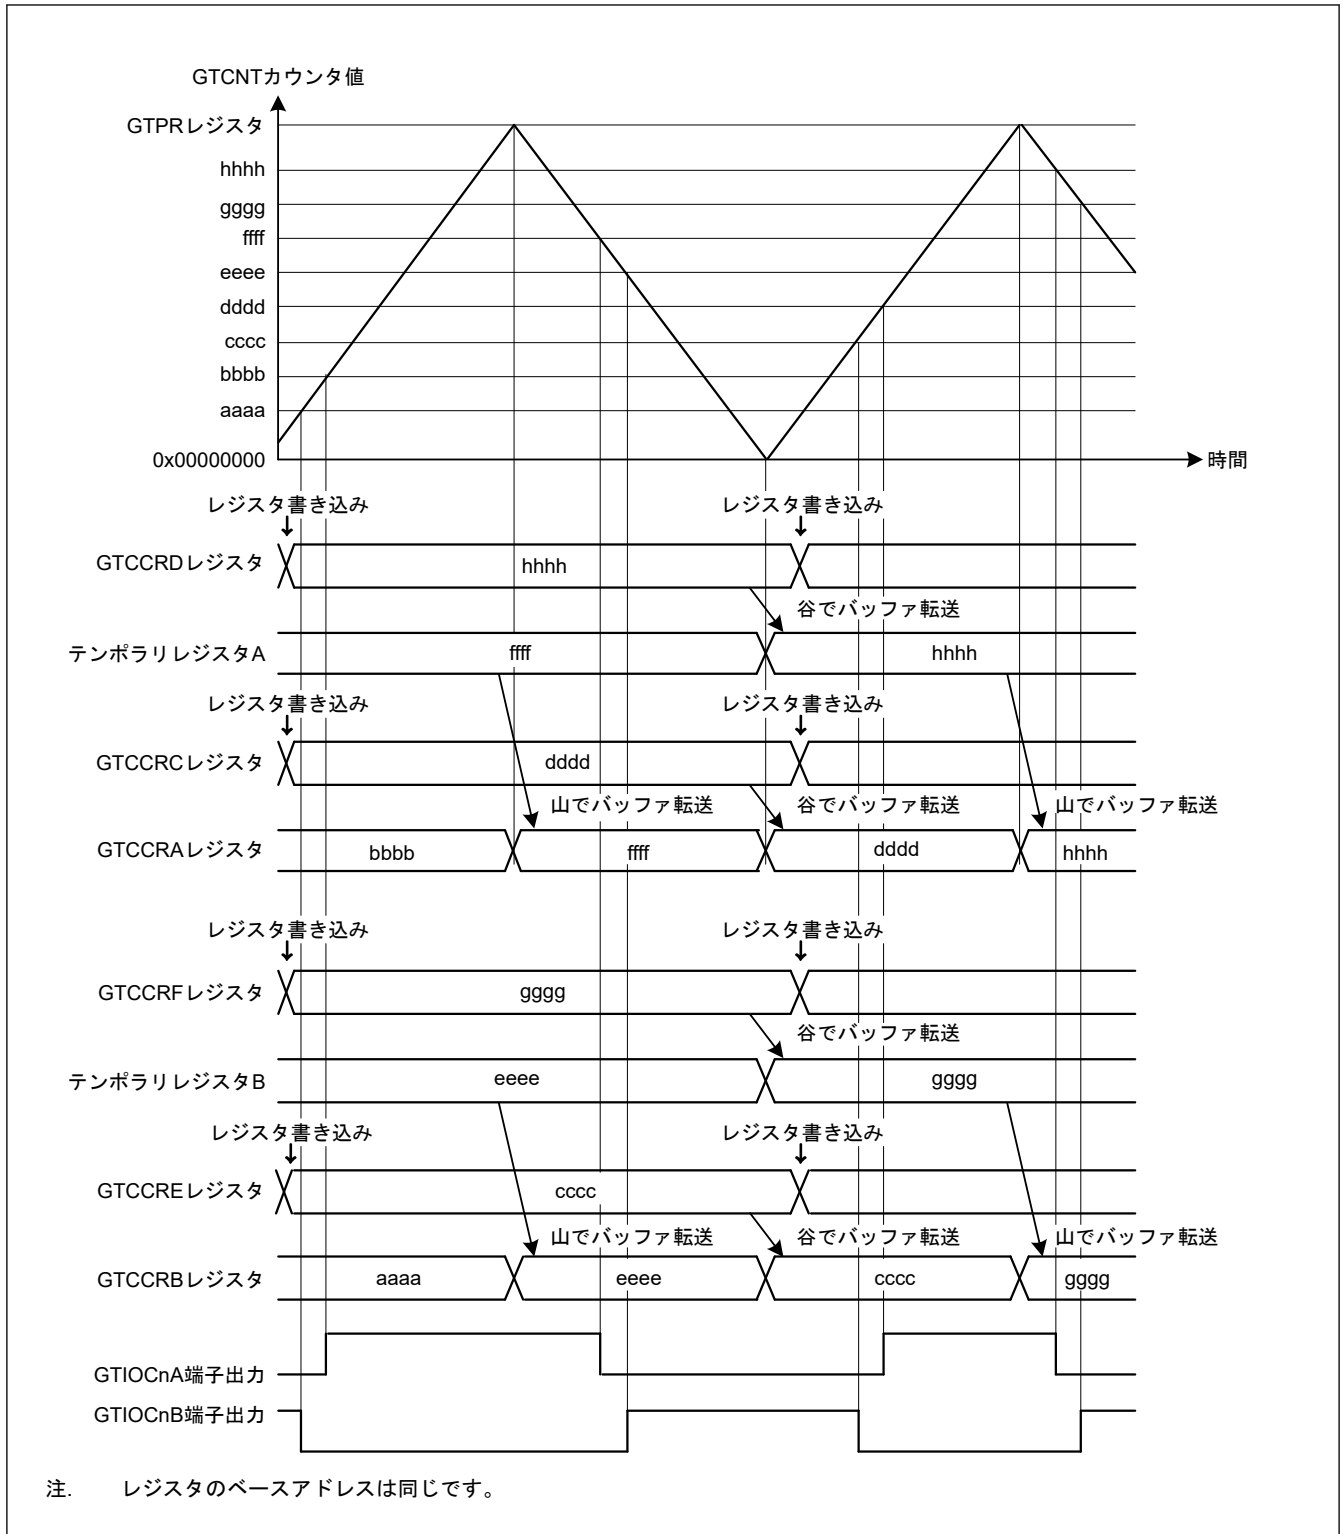 GTCNTカウンタ値
GTPRレジスタ
hhhh
gggg
ffff
eeee
dddd
cccc
bbbb
aaaa
0x00000000
時間
レジスタ書き込み
レジスタ書き込み
GTCCRDレジスタ
hhhh
谷でバッファ転送
テンポラリレジスタA
ffff
hhhh
レジスタ書き込み
レジスタ書き込み
GTCCRCレジスタ
dddd
山でバッファ転送
谷でバッファ転送
山でバッファ転送
GTCCRAレジスタ
bbbb
ffff
dddd
hhhh
レジスタ書き込み
レジスタ書き込み
GTCCRFレジスタ
gggg
谷でバッファ転送
テンポラリレジスタB
eeee
gggg
レジスタ書き込み
レジスタ書き込み
GTCCREレジスタ
cccc
山でバッファ転送
谷でバッファ転送
山でバッファ転送
GTCCRBレジスタ
aaaa
eeee
cccc
gggg
GTIOCnA端子出力
GTIOCnB端子出力
注. レジスタのベースアドレスは同じです。